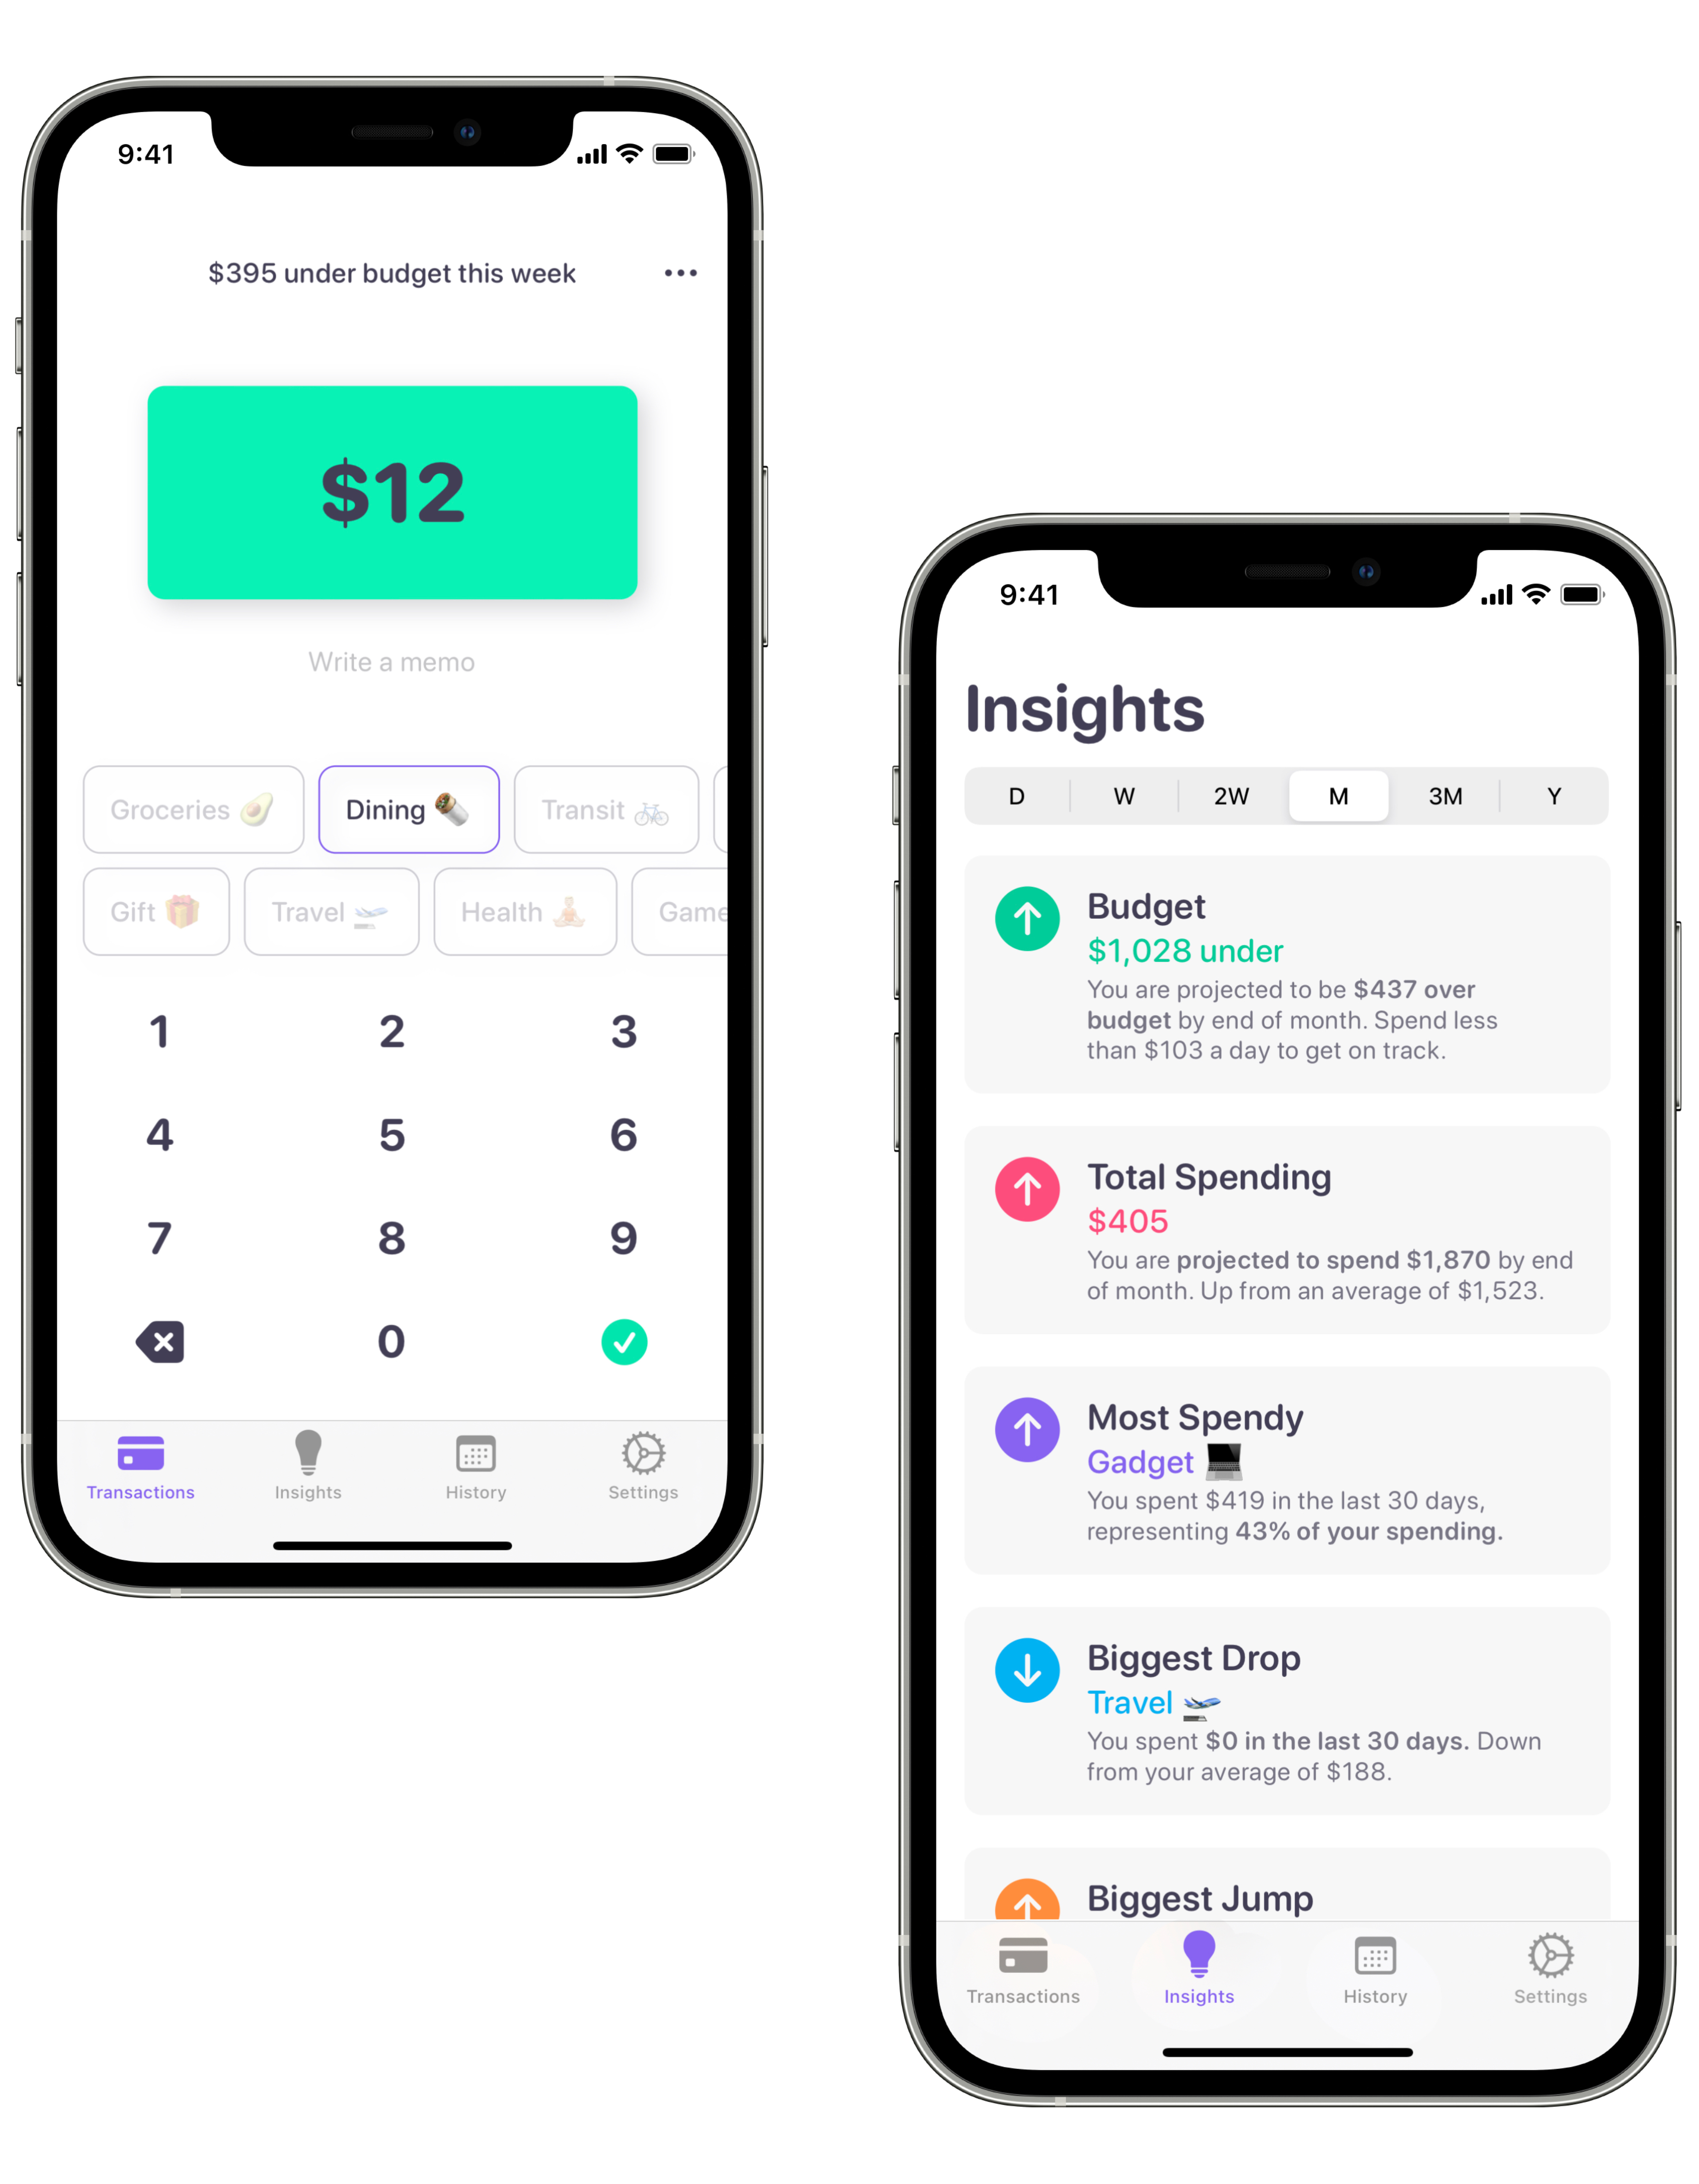 9:41
$395 under budget this week
$12
Write a memo
Groceries 🥑 Dining 🌯 Transit 🚲
Gift 🎁 Travel 🛫 Health 🧘 Game
1 2 3
4 5 6
7 8 9
0
Transactions Insights History Settings
9:41
Insights
D W 2W M 3M Y
Budget
$1,028 under
You are projected to be $437 over
budget by end of month. Spend less
than $103 a day to get on track.
Total Spending
$405
You are projected to spend $1,870 by end
of month. Up from an average of $1,523.
Most Spendy
Gadget 💻
You spent $419 in the last 30 days,
representing 43% of your spending.
Biggest Drop
Travel 🛫
You spent $0 in the last 30 days. Down
from your average of $188.
Biggest Jump
Transactions Insights History Settings